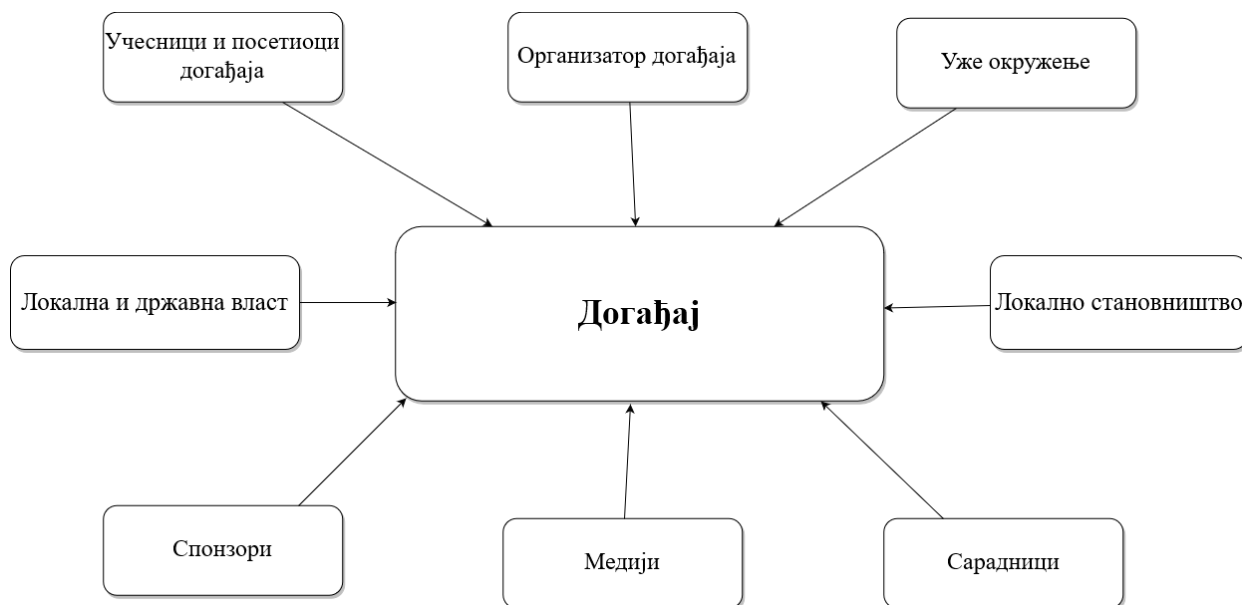 Учесници и посетиоци
догађаја
Организатор догађаја
Уже окружење
Локална и државна власт
Догађај
Локално становништво
Спонзори
Медији
Сарадници